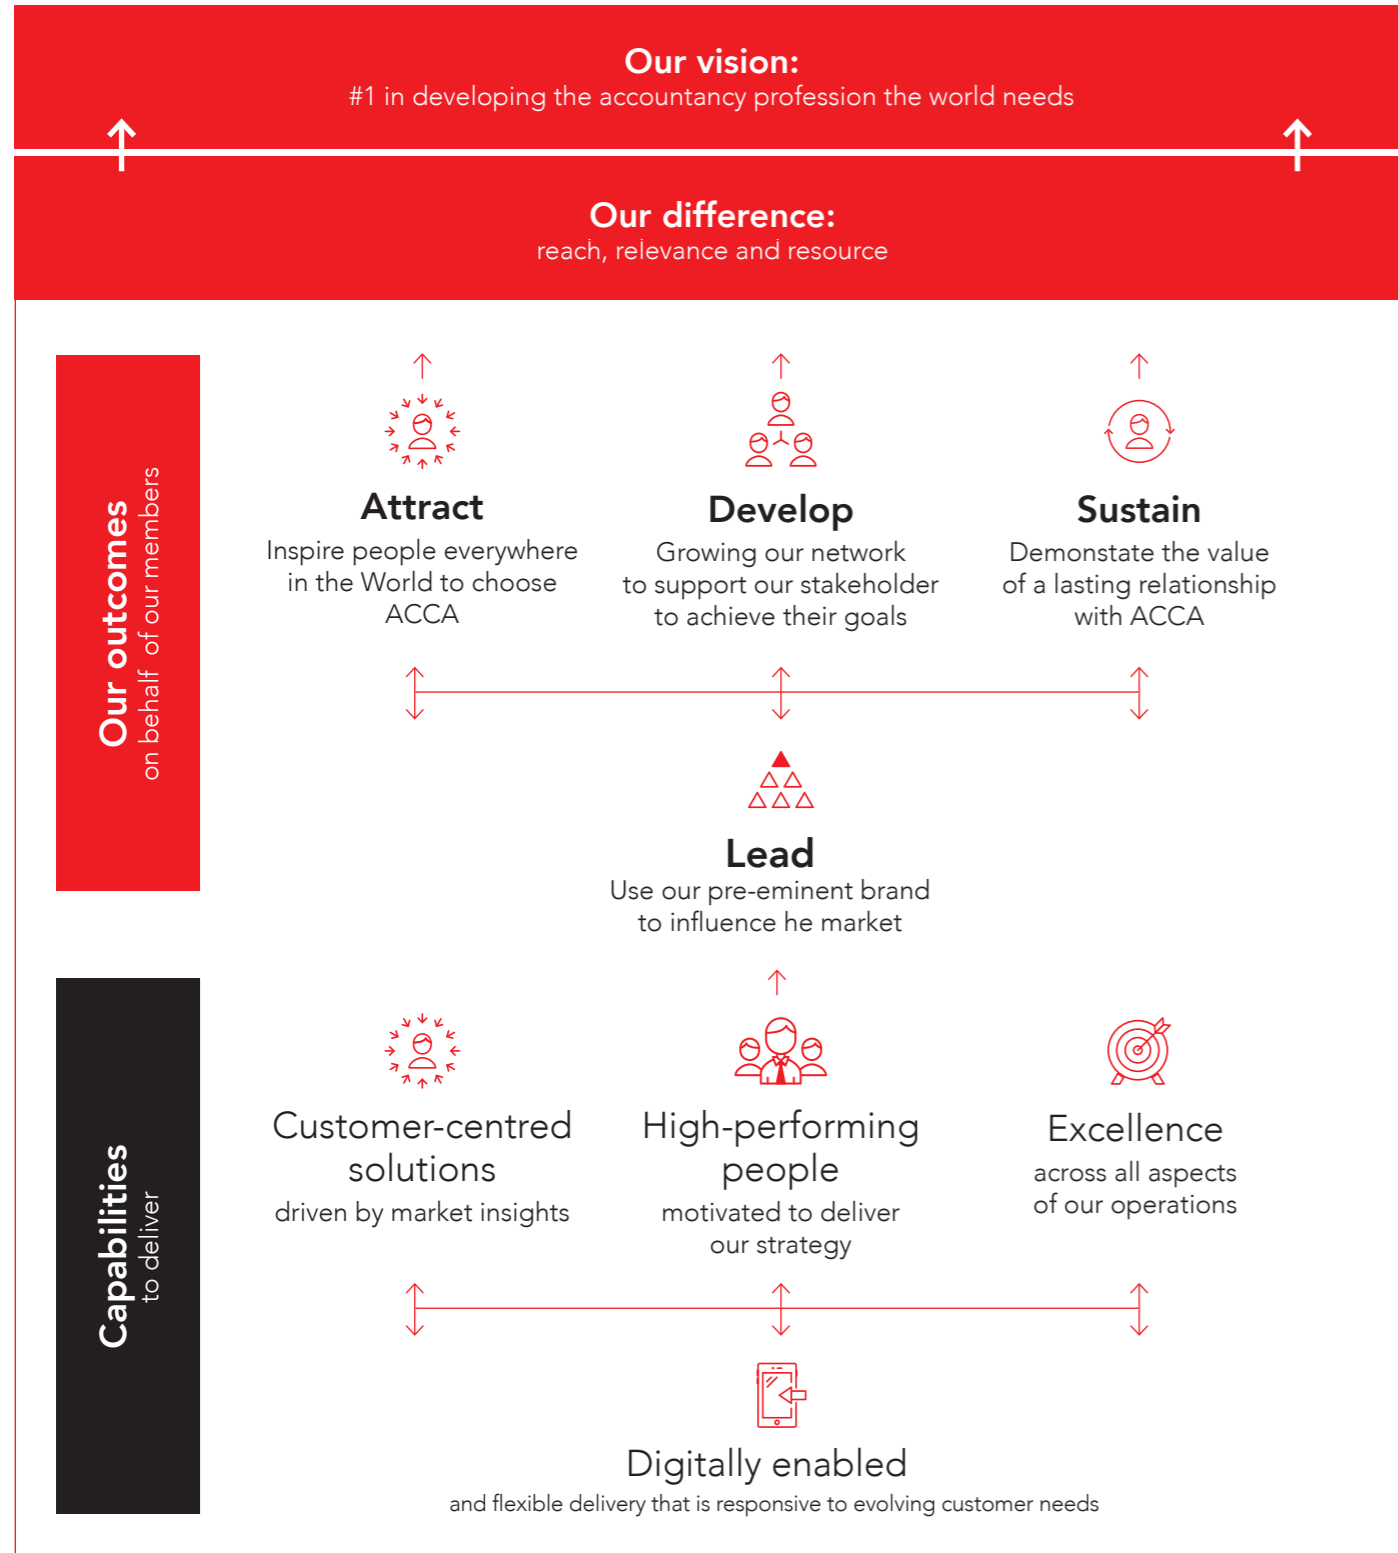 Our vision:
#1 in developing the accountancy profession the world needs
Our difference:
reach, relevance and resource
Our outcomes
on behalf of our members
Attract
Inspire people everywhere
in the World to choose
ACCA
Develop
Growing our network
to support our stakeholder
to achieve their goals
Sustain
Demonstate the value
of a lasting relationship
with ACCA
Lead
Use our pre-eminent brand
to influence he market
Capabilities
to deliver
Customer-centred
solutions
driven by market insights
High-performing
people
motivated to deliver
our strategy
Excellence
across all aspects
of our operations
Digitally enabled
and flexible delivery that is responsive to evolving customer needs